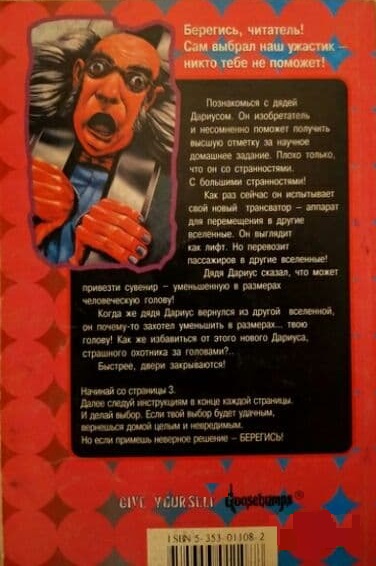 Берегись, читатель!
Сам выбрал наш ужастик –
никто тебе не поможет!
Познакомься с дядей
Дариусом. Он изобретатель
и несомненно поможет получить
высшую отметку за научное
домашнее задание. Плохо только,
что он со странностями.
С большими странностями!
Как раз сейчас он испытывает
свой новый трансватор – аппарат
для перемещения в другие
вселенные. Он выглядит
как лифт. Но перевозит
пассажиров в другие вселенные!
Дядя Дариус сказал, что может
привезти сувенир – уменьшенную в размерах
человеческую голову!
Когда же дядя Дариус вернулся из другой вселенной,
он почему-то захотел уменьшить в размерах... твою
голову! Как же избавиться от этого нового Дариуса,
страшного охотника за головами?..
Быстрее, двери закрываются!
Начинай со страницы 3.
Далее следуй инструкциям в конце каждой страницы.
И делай выбор. Если твой выбор будет удачным,
вернешься домой целым и невредимым.
Но если примешь неверное решение – БЕРЕГИСЬ!
GIVE YOURSELF Goosebumps®
ISBN 5-353-01108-2